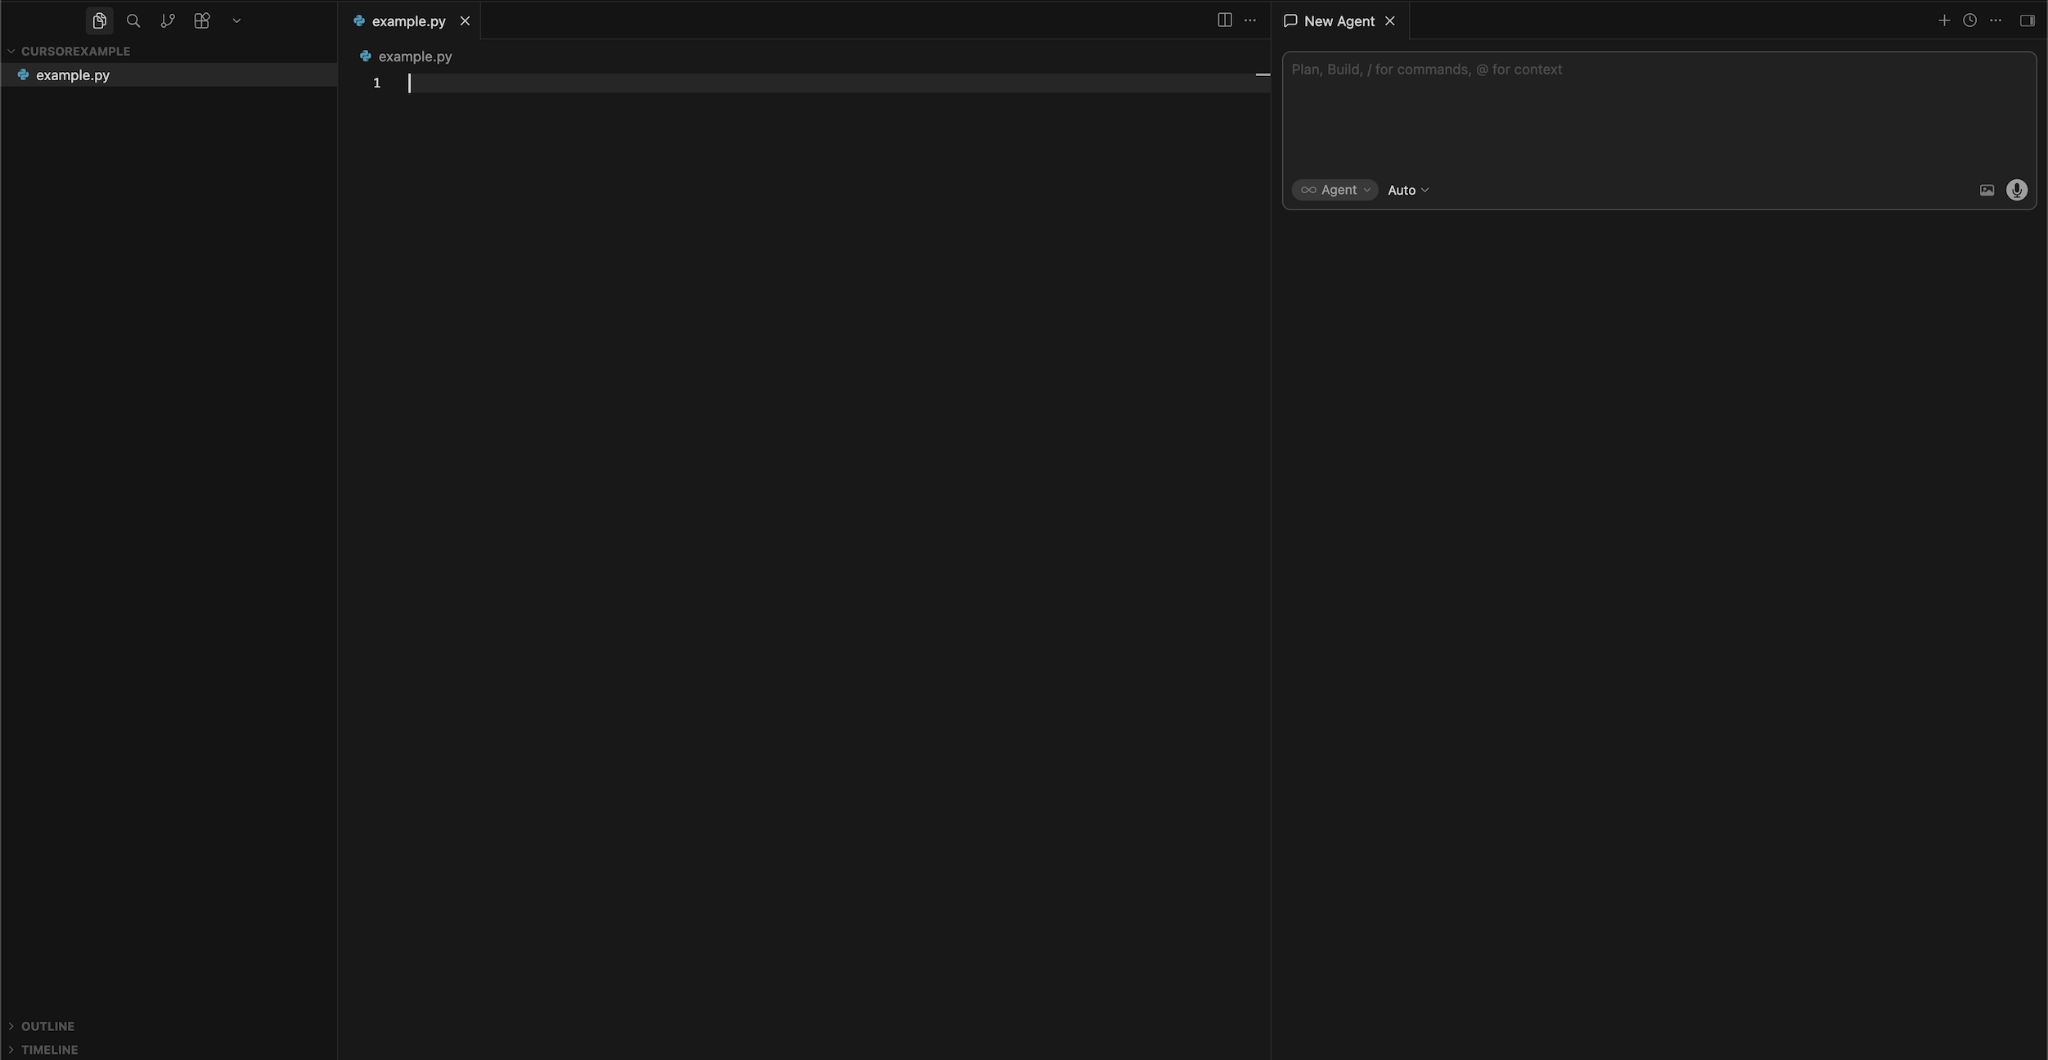 example.py
New Agent
CURSOREXAMPLE
example.py
example.py
1
Plan, Build, / for commands, @ for context
Agent
Auto
OUTLINE
TIMELINE